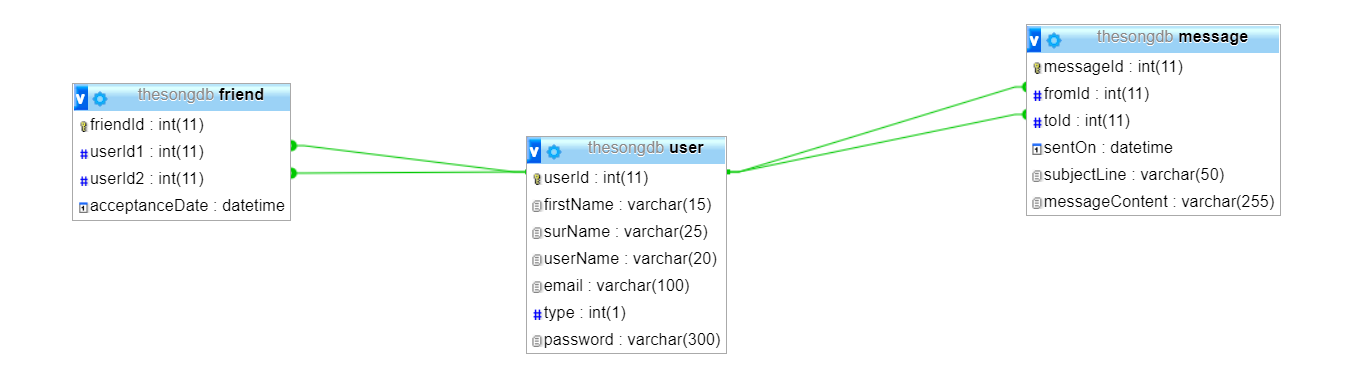 thesongdb friend
friendId : int(11)
userId1 : int(11)
userId2 : int(11)
acceptanceDate : datetime
thesongdb user
userId : int(11)
firstName : varchar(15)
surName : varchar(25)
userName : varchar(20)
email : varchar(100)
type : int(1)
password : varchar(300)
thesongdb message
messageId : int(11)
fromId : int(11)
toId : int(11)
sentOn : datetime
subjectLine : varchar(50)
messageContent : varchar(255)